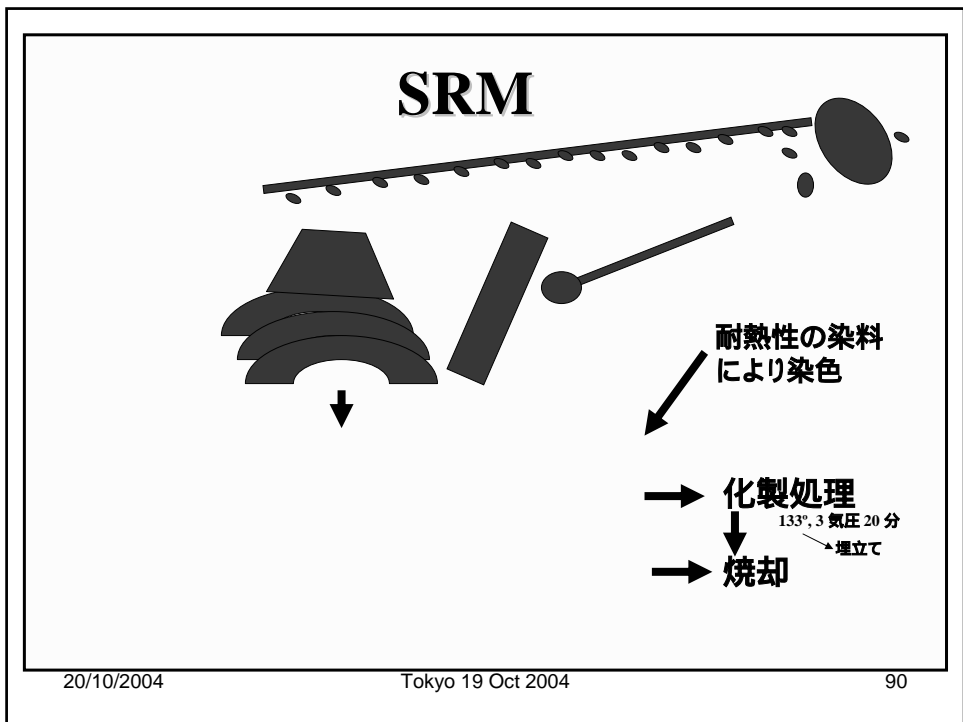 SRM
耐熱性の染料
により染色
化製処理
133º, 3 気圧 20 分
埋立て
焼却
20/10/2004
Tokyo 19 Oct 2004
90